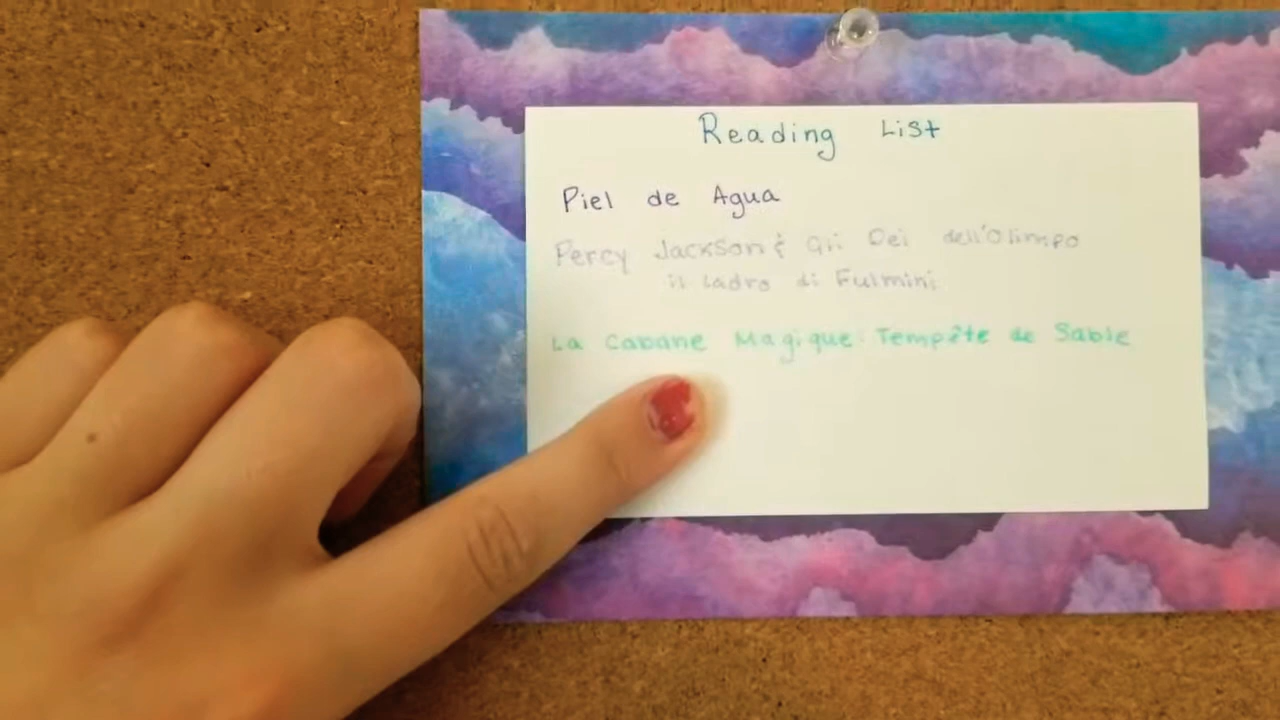 Reading List
Piel de Agua
Percy Jackson & Gli Dei dell'Olimpo
il ladro di Fulmini
La Cabane Magique: Tempête de Sable